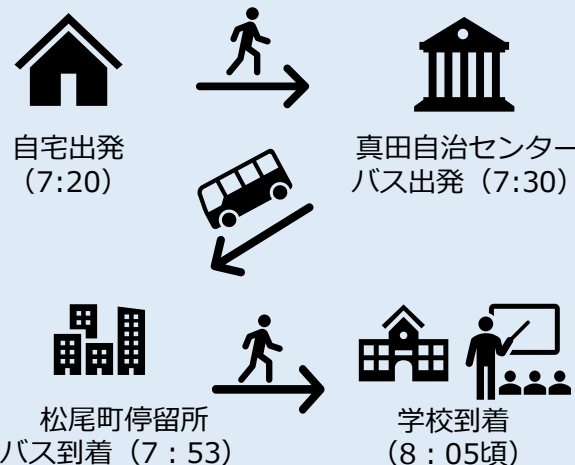 自宅出発
（7:20）
真田自治センター
バス出発（7:30）
松尾町停留所
バス到着（7：53）
学校到着
（8：05頃）